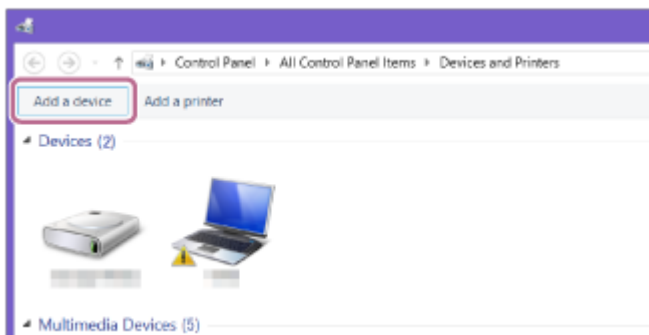 Control Panel All Control Panel Items Devices and Printers
Add a device Add a printer
Devices (2)
Multimedia Devices (5)